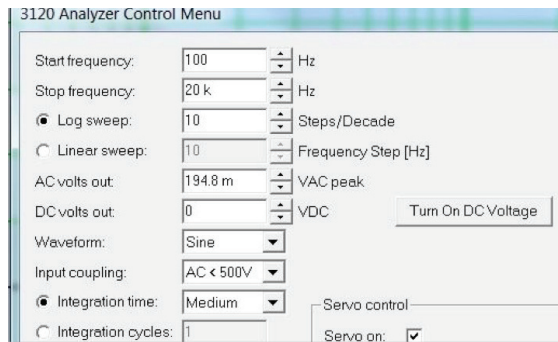 3120 Analyzer Control Menu
Start frequency: 100 Hz
Stop frequency: 20 k Hz
Log sweep: 10 Steps/Decade
Linear sweep: 10 Frequency Step [Hz]
AC volts out: 194.8 m VAC peak
DC volts out: 0 VDC Turn On DC Voltage
Waveform: Sine
Input coupling: AC < 500V
Integration time: Medium Servo control
Integration cycles: 1 Servo on: